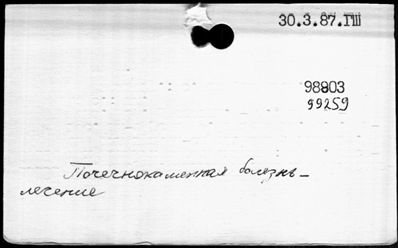 30.3.87.ГШ
98803
99259
Почечнокаменная болезнь –
лечение